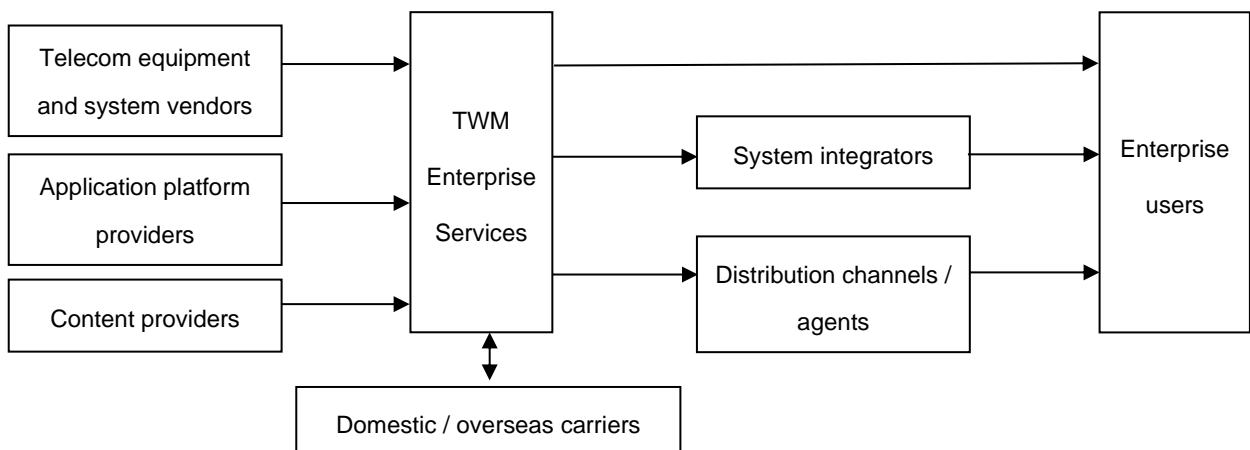 Telecom equipment
and system vendors
Application platform
providers
Content providers
TWM
Enterprise
Services
System integrators
Distribution channels /
agents
Enterprise
users
Domestic / overseas carriers